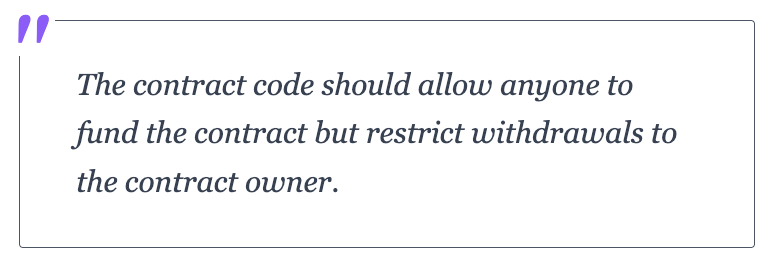 "
The contract code should allow anyone to
fund the contract but restrict withdrawals to
the contract owner.